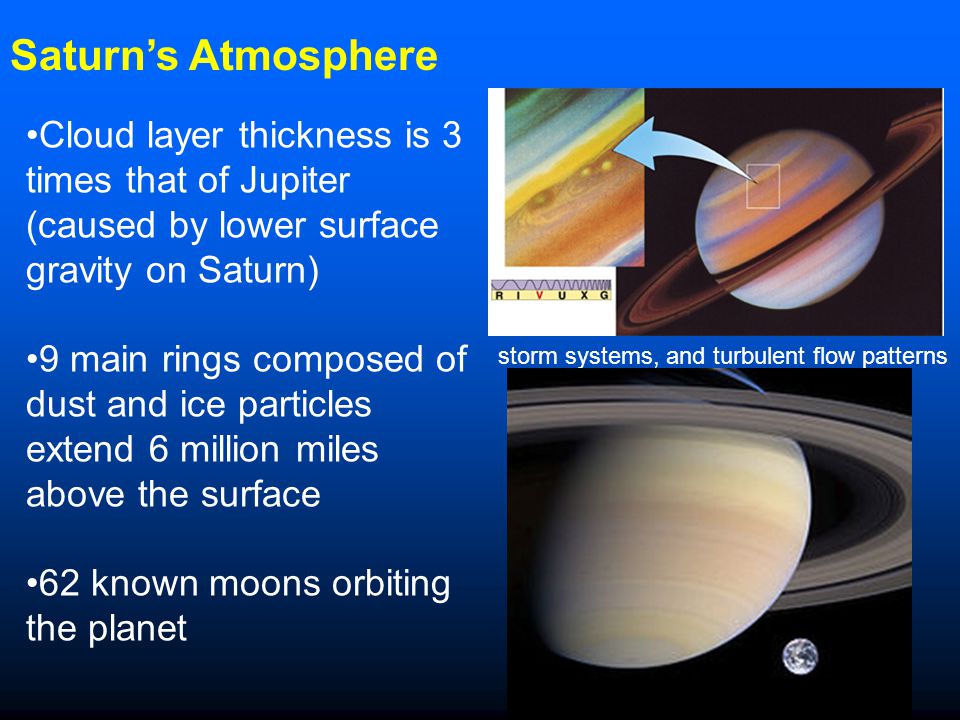 Saturn’s Atmosphere
•Cloud layer thickness is 3
times that of Jupiter
(caused by lower surface
gravity on Saturn)
•9 main rings composed of
dust and ice particles
extend 6 million miles
above the surface
•62 known moons orbiting
the planet
R I V U X G
storm systems, and turbulent flow patterns